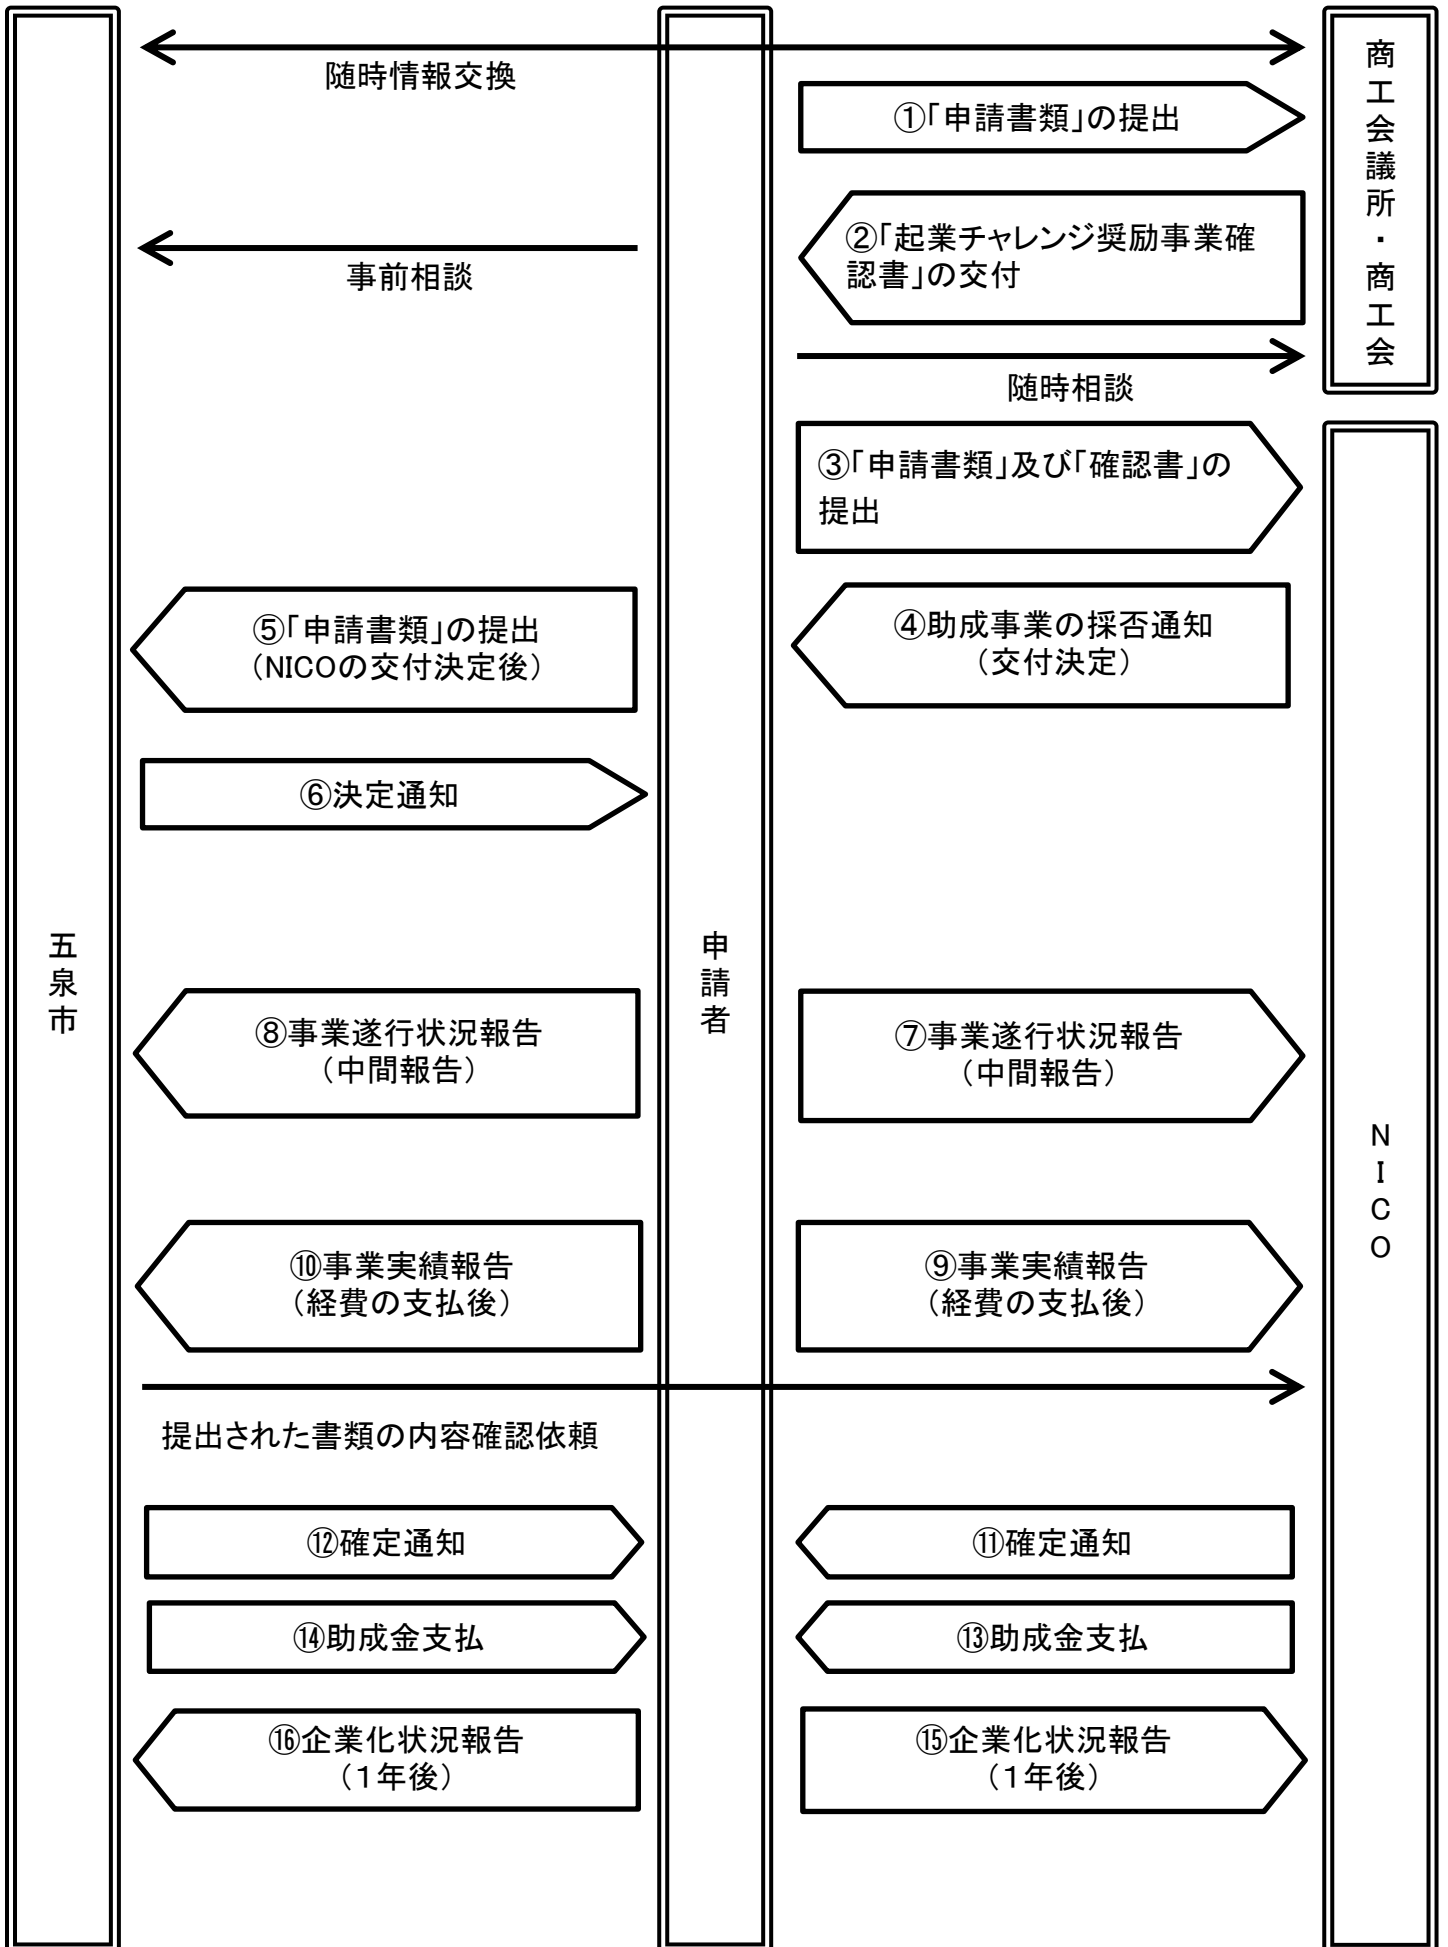 随時情報交換
①「申請書類」の提出
商工会議所・商工会
②「起業チャレンジ奨励事業確
認書」の交付
事前相談
随時相談
③「申請書類」及び「確認書」の
提出
④助成事業の採否通知
（交付決定）
⑤「申請書類」の提出
（NICOの交付決定後）
⑥決定通知
五泉市
申請者
NICO
⑦事業遂行状況報告
（中間報告）
⑧事業遂行状況報告
（中間報告）
⑨事業実績報告
（経費の支払後）
⑩事業実績報告
（経費の支払後）
提出された書類の内容確認依頼
⑪確定通知
⑫確定通知
⑬助成金支払
⑭助成金支払
⑮企業化状況報告
（１年後）
⑯企業化状況報告
（１年後）